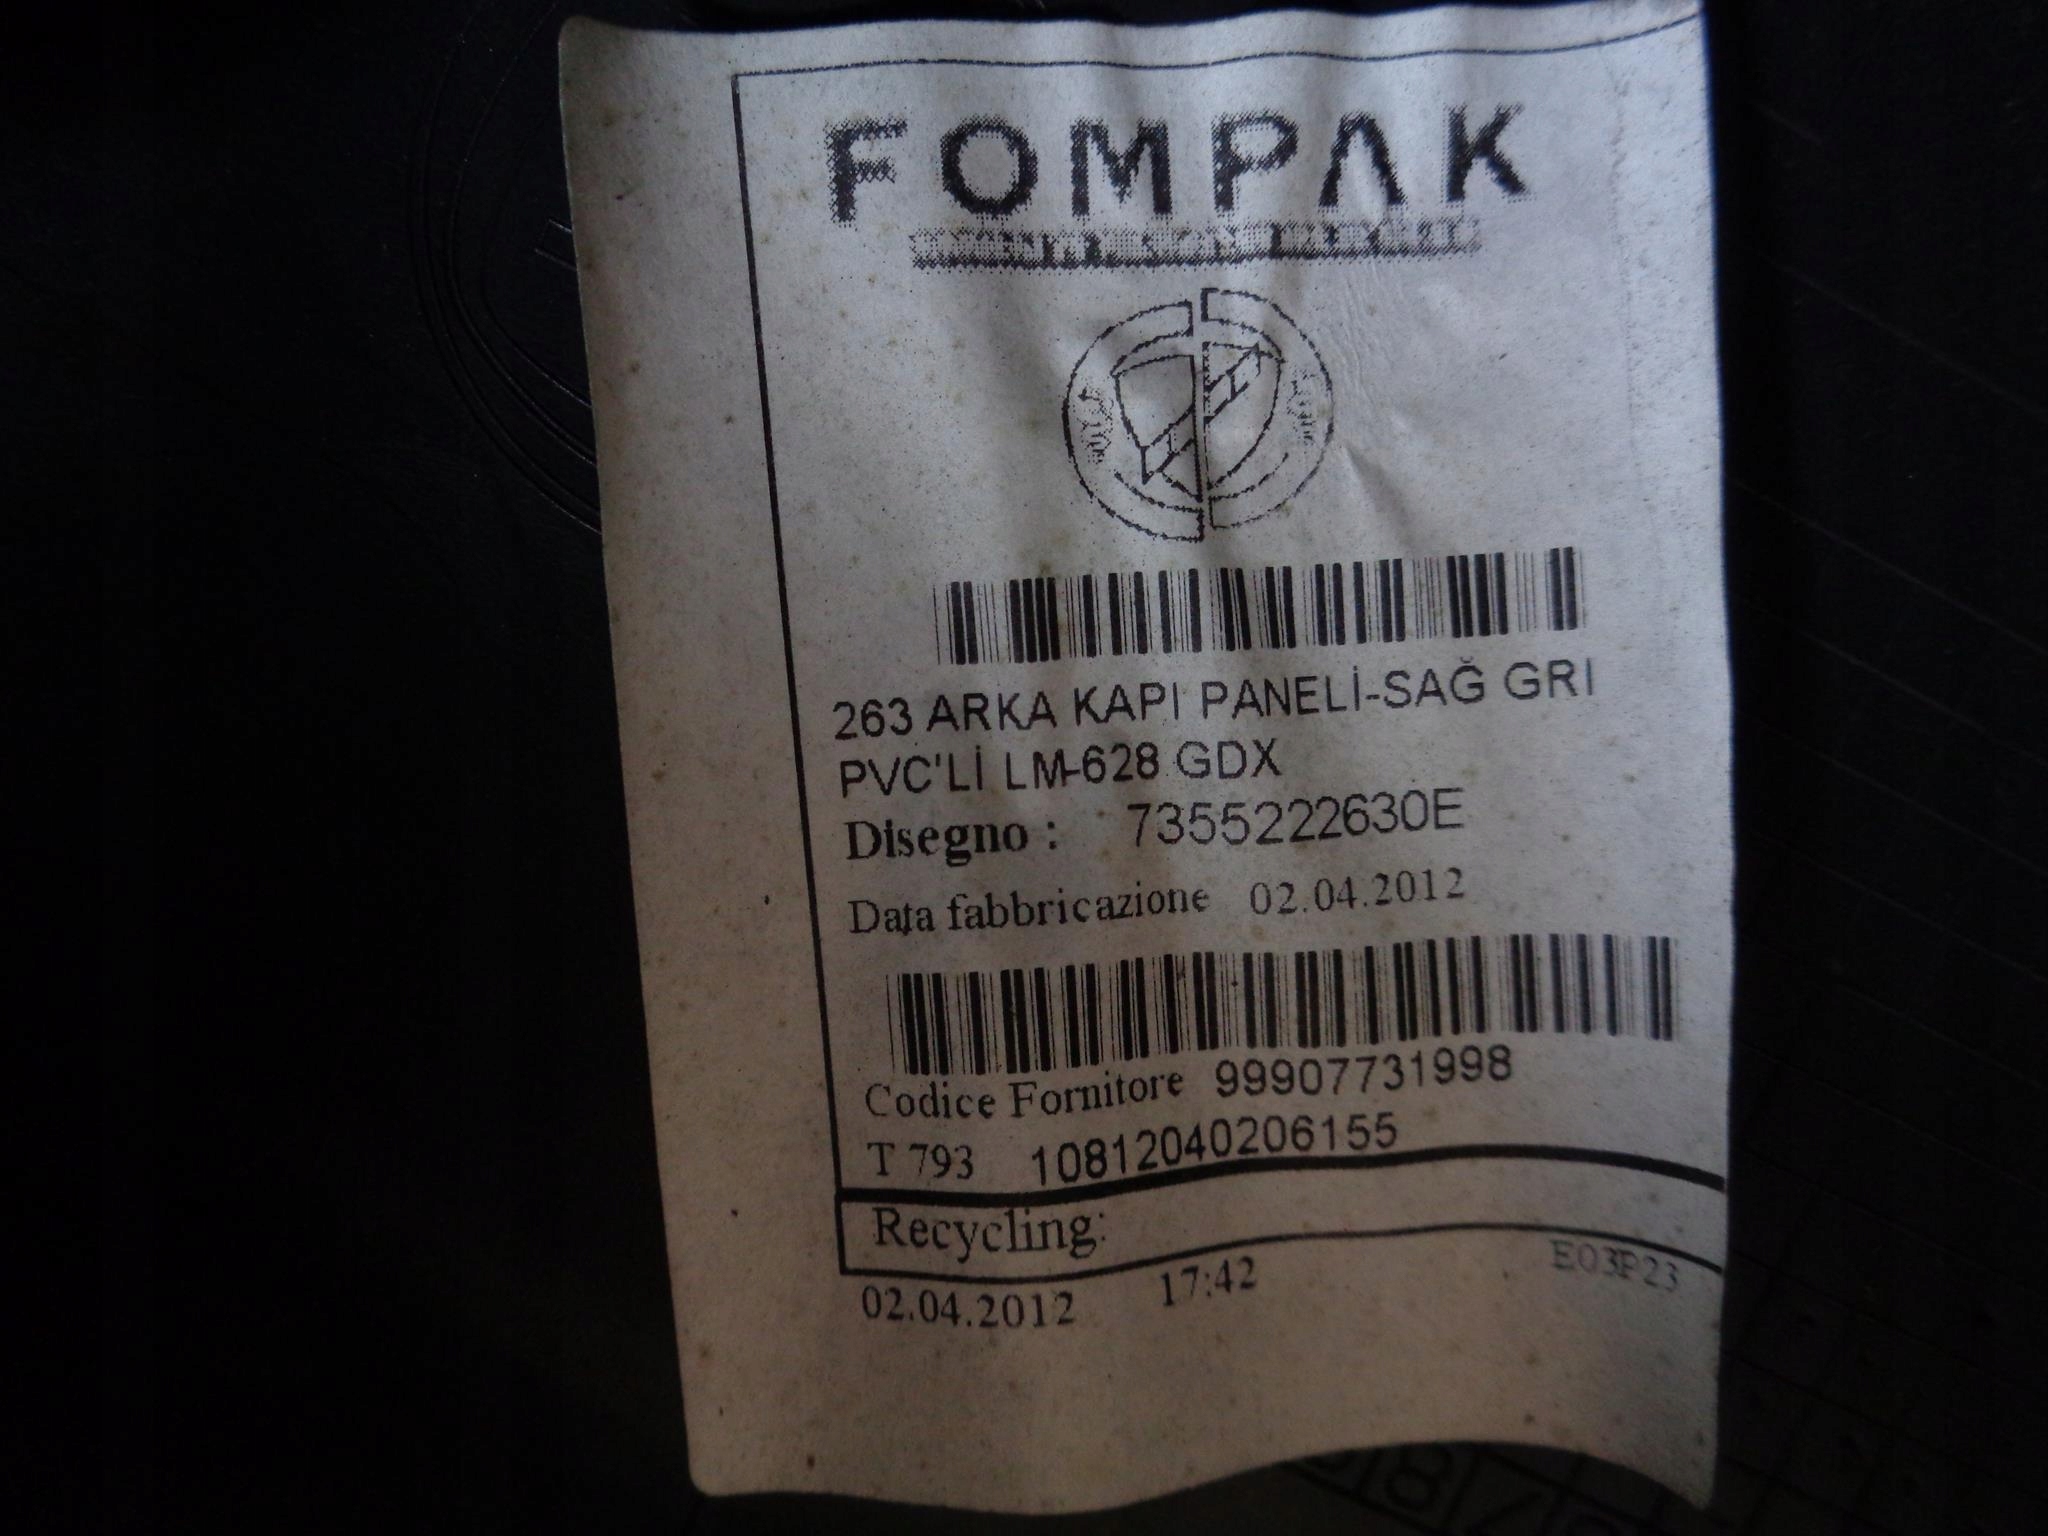 FOMPAK
263 ARKA KAPI PANELİ-SAĞ GRI
PVC'Lİ LM-628 GDX
Disegno : 7355222630E
Data fabbricazione 02.04.2012
Codice Fornitore 99907731998
T 793 10812040206155
Recycling:
02.04.2012 17:42 E03P23